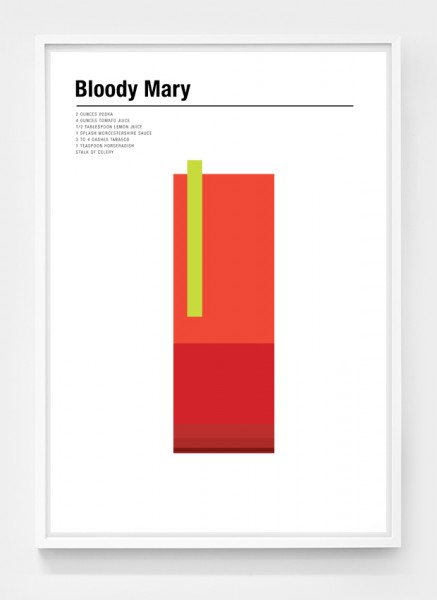 Bloody Mary
2 OUNCES VODKA
4 OUNCES TOMATO JUICE
1/2 TABLESPOON LEMON JUICE
1 SPLASH WORCESTERSHIRE SAUCE
3 TO 4 DASHES TABASCO
1 TEASPOON HORSERADISH
STALK OF CELERY